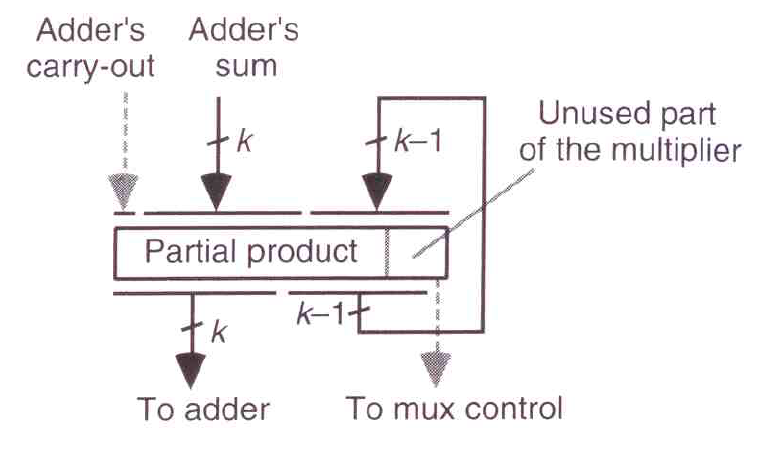 Adder's
carry-out
Adder's
sum
k
k–1
Unused part
of the multiplier
Partial product
k
k–1
To adder
To mux control